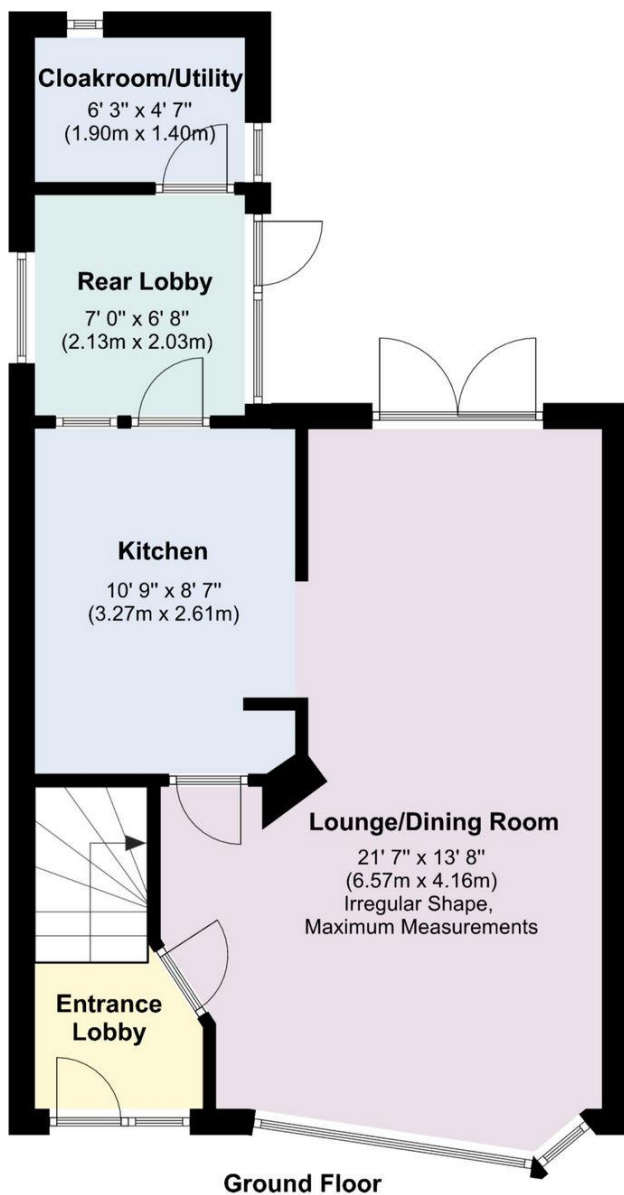 Cloakroom/Utility
6' 3" x 4' 7"
(1.90m x 1.40m)
Rear Lobby
7' 0" x 6' 8"
(2.13m x 2.03m)
Kitchen
10' 9" x 8' 7"
(3.27m x 2.61m)
Lounge/Dining Room
21' 7" x 13' 8"
(6.57m x 4.16m)
Irregular Shape,
Maximum Measurements
Entrance
Lobby
Ground Floor